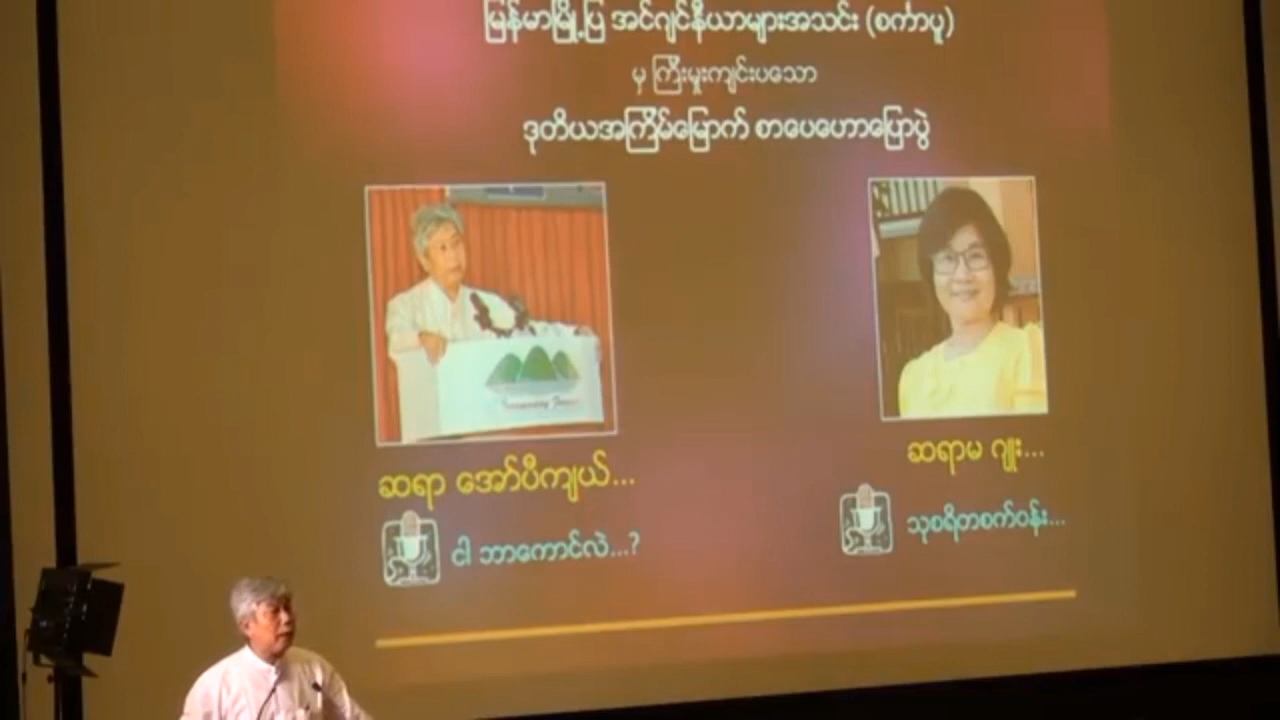 မြန်မာမြို့ပြ အင်ဂျင်နီယာများအသင်း (စင်္ကာပူ)
မှ ကြီးမှူးကျင်းပသော
ဒုတိယအကြိမ်မြောက် စာပေဟောပြောပွဲ
ဆရာ အော်ပီကျယ်...
ဆရာမ ဂျူး...
ငါ ဘာကောင်လဲ...?
သုစရိတစက်ဝန်း...